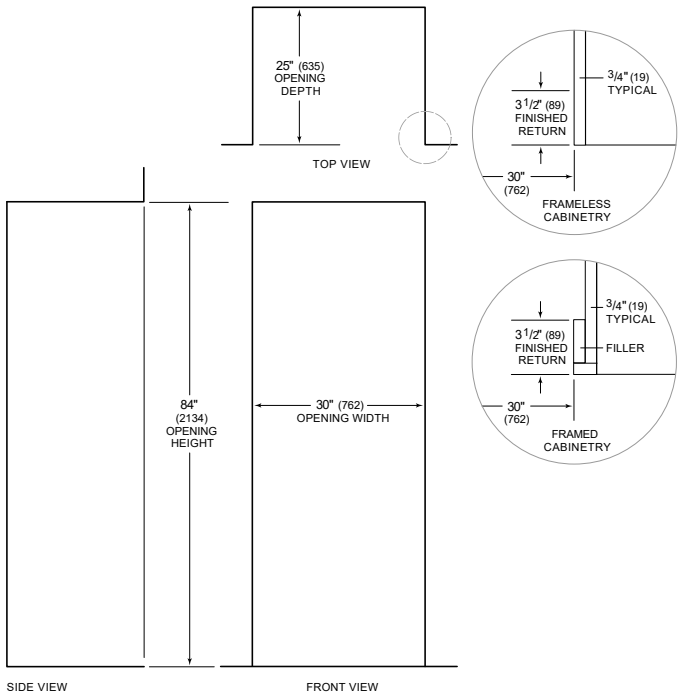 25" (635)
OPENING
DEPTH
TOP VIEW
3/4" (19)
TYPICAL
3 1/2" (89)
FINISHED
RETURN
30"
(762)
FRAMELESS
CABINETRY
3/4" (19)
TYPICAL
3 1/2" (89)
FINISHED
RETURN
FILLER
30"
(762)
FRAMED
CABINETRY
84"
(2134)
OPENING
HEIGHT
30" (762)
OPENING WIDTH
SIDE VIEW
FRONT VIEW